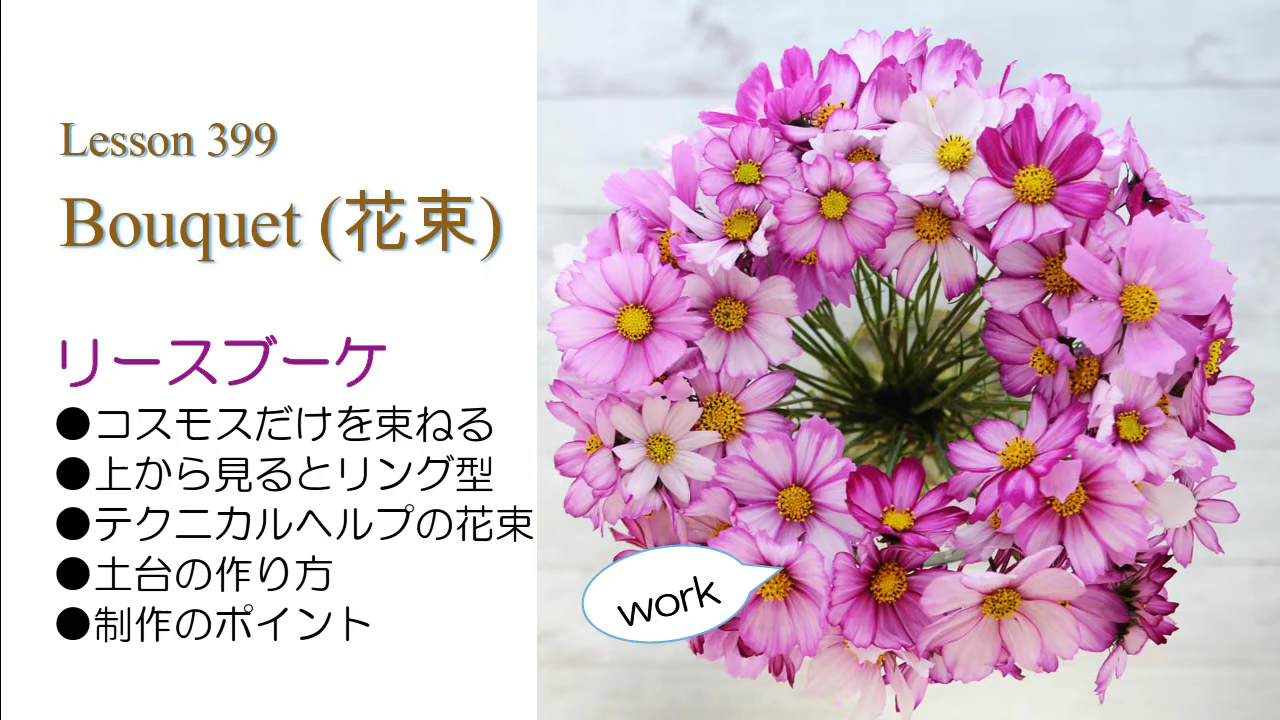 Lesson 399
Bouquet (花束)
リースブーケ
●コスモスだけを束ねる
●上から見るとリング型
●テクニカルヘルプの花束
●土台の作り方
●制作のポイント
work